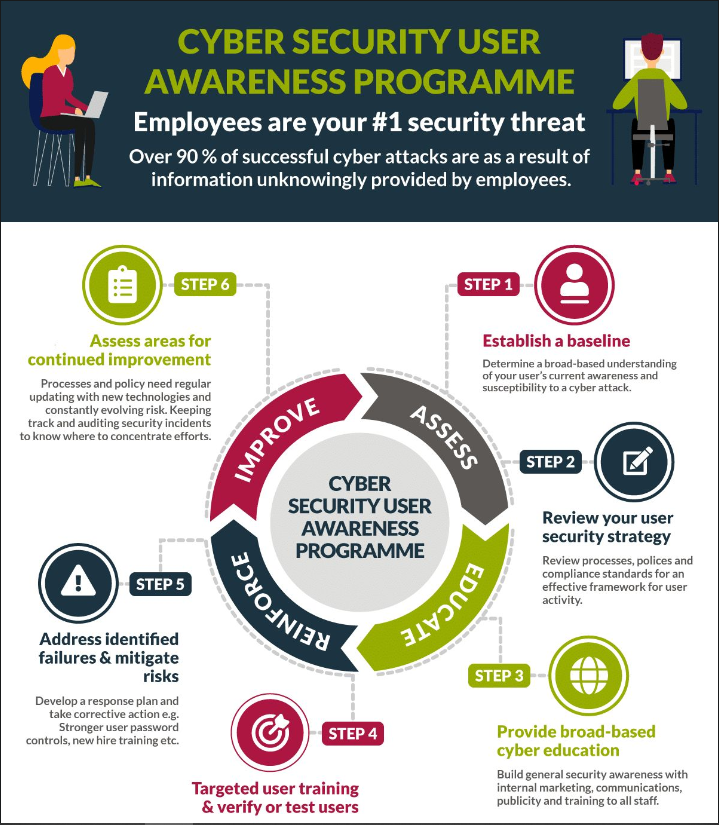 CYBER SECURITY USER
AWARENESS PROGRAMME
Employees are your #1 security threat
Over 90 % of successful cyber attacks are as a result of
information unknowingly provided by employees.
STEP 1
Establish a baseline
Determine a broad-based understanding
of your user's current awareness and
susceptibility to a cyber attack.
STEP 2
Review your user
security strategy
Review processes, polices and
compliance standards for an
effective framework for user
activity.
STEP 3
Provide broad-based
cyber education
Build general security awareness with
internal marketing, communications,
publicity and training to all staff.
STEP 4
Targeted user training
& verify or test users
STEP 5
Address identified
failures & mitigate
risks
Develop a response plan and
take corrective action e.g.
Stronger user password
controls, new hire training etc.
STEP 6
Assess areas for
continued improvement
Processes and policy need regular
updating with new technologies and
constantly evolving risk. Keeping
track and auditing security incidents
to know where to concentrate efforts.
ASSESS
EDUCATE
REINFORCE
IMPROVE
CYBER
SECURITY USER
AWARENESS
PROGRAMME